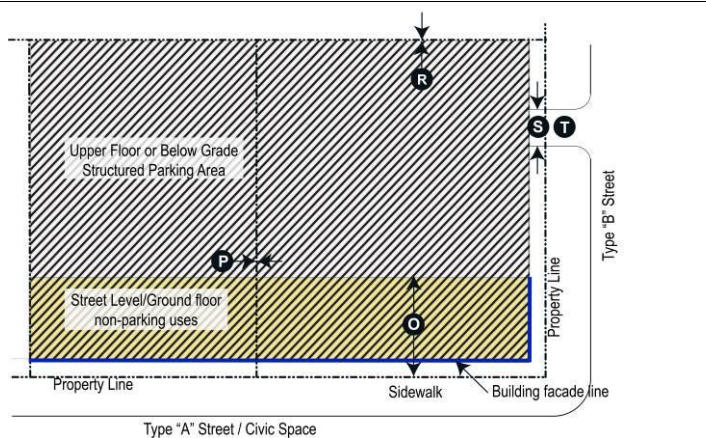 R
S T
Upper Floor or Below Grade
Structured Parking Area
Type "B" Street
P
Property Line
Street Level/Ground floor
non-parking uses
O
Property Line
Sidewalk
Building facade line
Type "A" Street / Civic Space